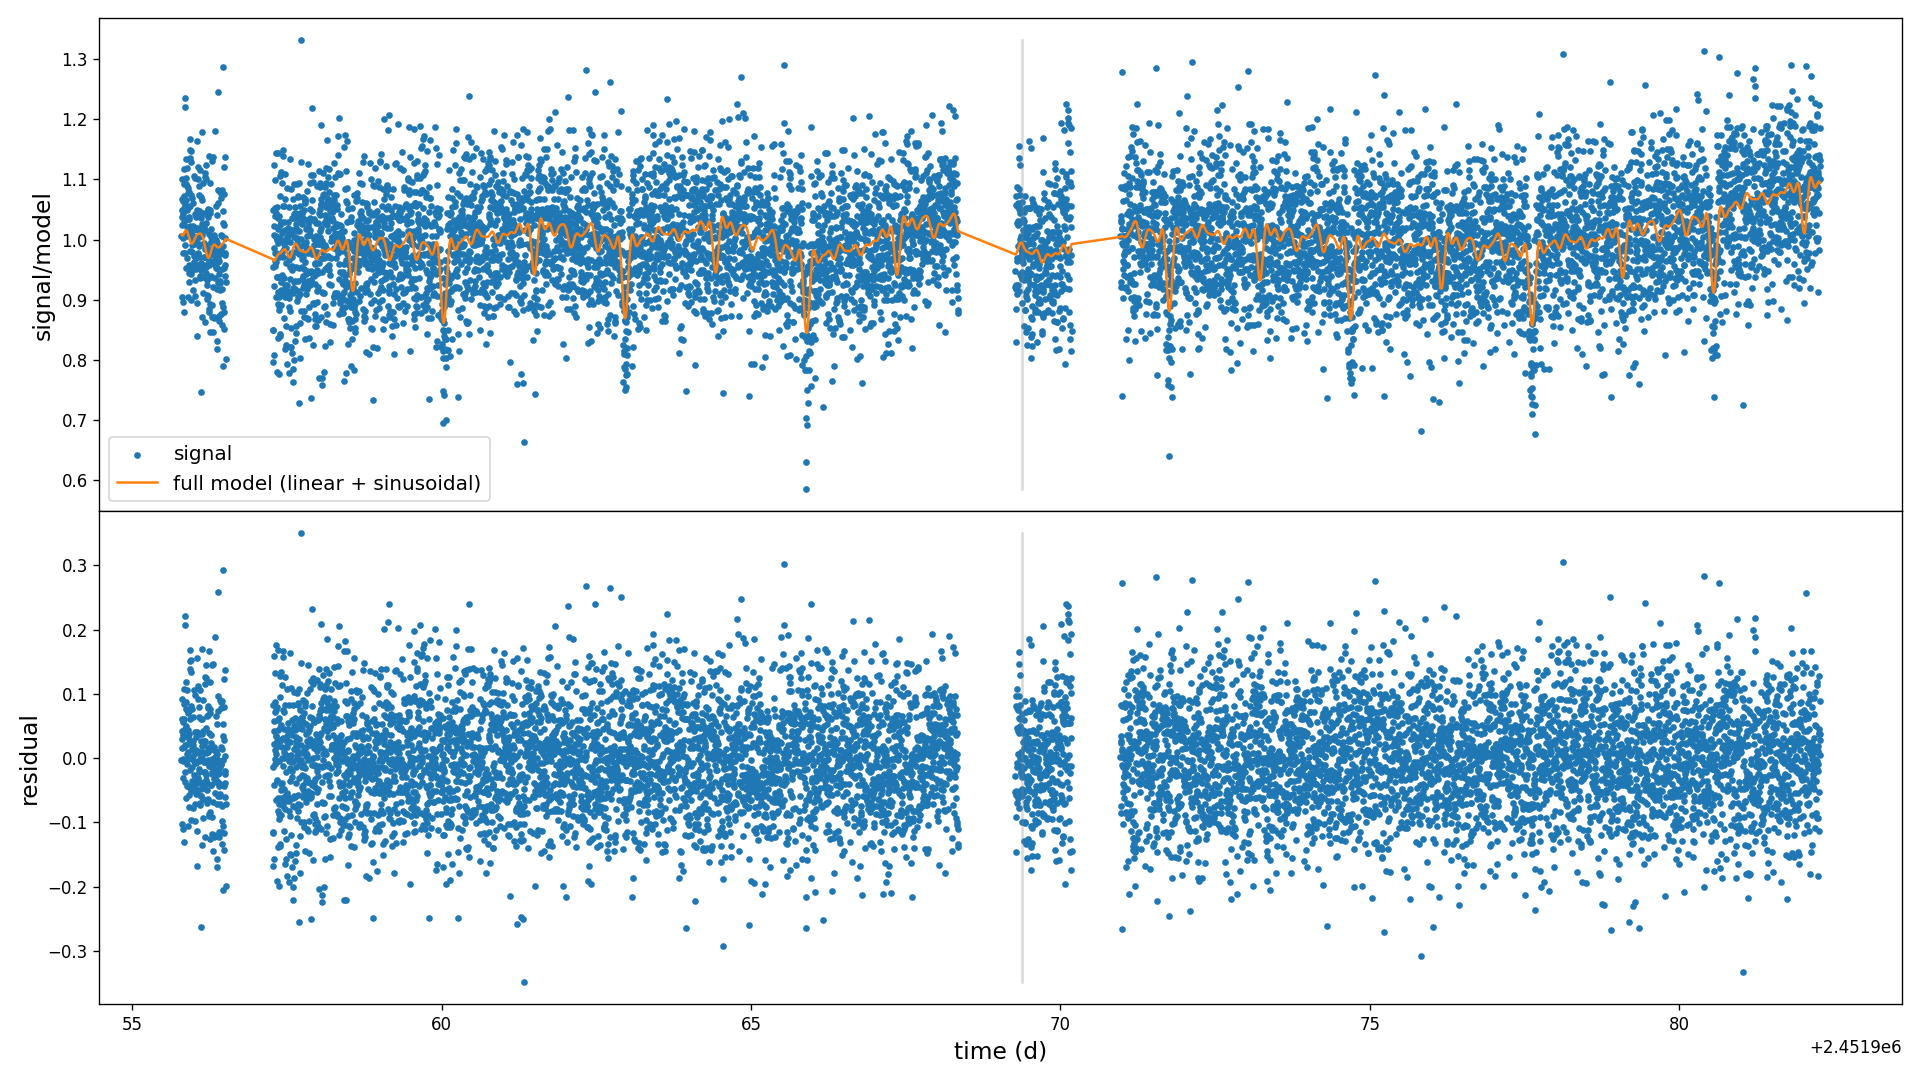 1.3
1.2
1.1
1.0
0.9
0.8
0.7
0.6
signal/model
signal
full model (linear + sinusoidal)
0.3
0.2
0.1
0.0
−0.1
−0.2
−0.3
residual
55 60 65 70 75 80
time (d)
+2.4519e6